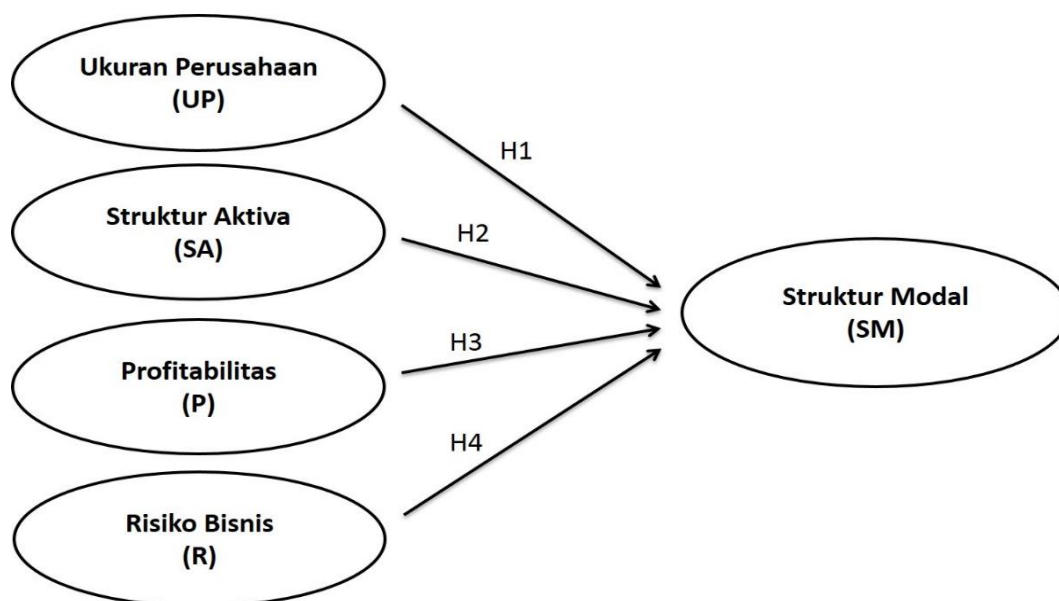 Ukuran Perusahaan
(UP)
H1
Struktur Aktiva
(SA)
H2
Struktur Modal
(SM)
H3
Profitabilitas
(P)
H4
Risiko Bisnis
(R)